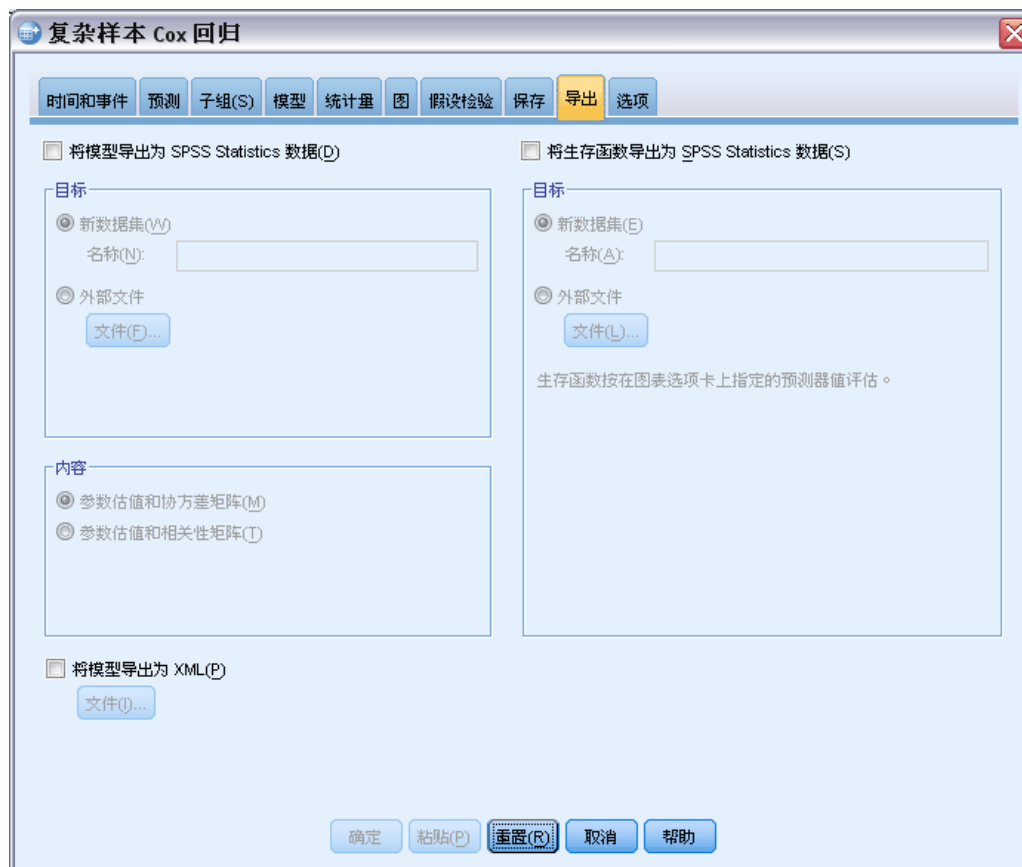 复杂样本 Cox 回归
时间和事件 预测 子组(S) 模型 统计量 图 假设检验 保存 导出 选项
将模型导出为 SPSS Statistics 数据(D)
目标
新数据集(W)
名称(N):
外部文件
文件(F)...
内容
参数估值和协方差矩阵(M)
参数估值和相关性矩阵(T)
将模型导出为 XML(P)
文件(I)...
将生存函数导出为 SPSS Statistics 数据(S)
目标
新数据集(E)
名称(A):
外部文件
文件(L)...
生存函数按在图表选项卡上指定的预测器值评估。
确定 粘贴(P) 重置(R) 取消 帮助